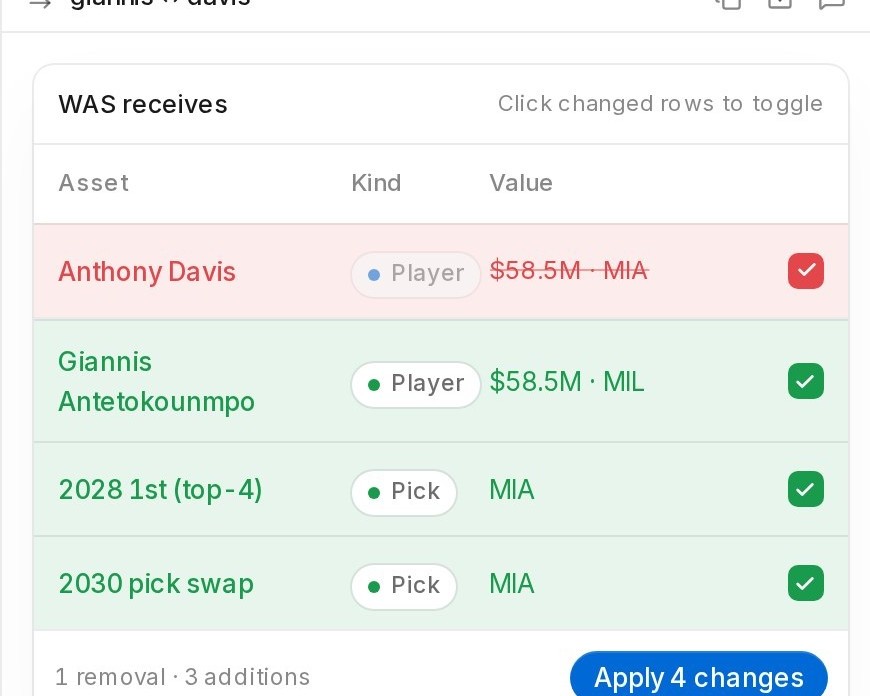 giannis ↔ davis
WAS receives
Click changed rows to toggle
Asset Kind Value
Anthony Davis Player $58.5M · MIA
Giannis
Antetokounmpo Player $58.5M · MIL
2028 1st (top-4) Pick MIA
2030 pick swap Pick MIA
1 removal · 3 additions
Apply 4 changes